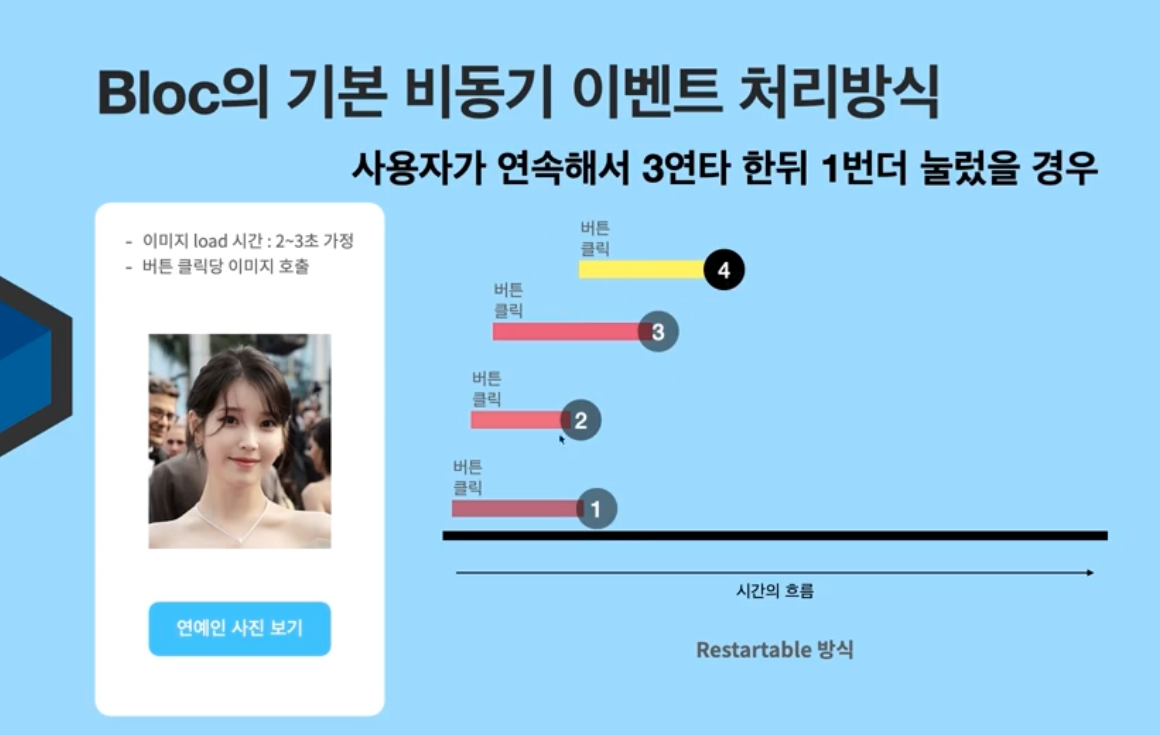 Bloc의 기본 비동기 이벤트 처리방식
사용자가 연속해서 3연타 한뒤 1번더 눌렀을 경우
- 이미지 load 시간 : 2~3초 가정
- 버튼 클릭당 이미지 호출
연예인 사진 보기
버튼
클릭
4
버튼
클릭
3
버튼
클릭
2
버튼
클릭
1
시간의 흐름
Restartable 방식